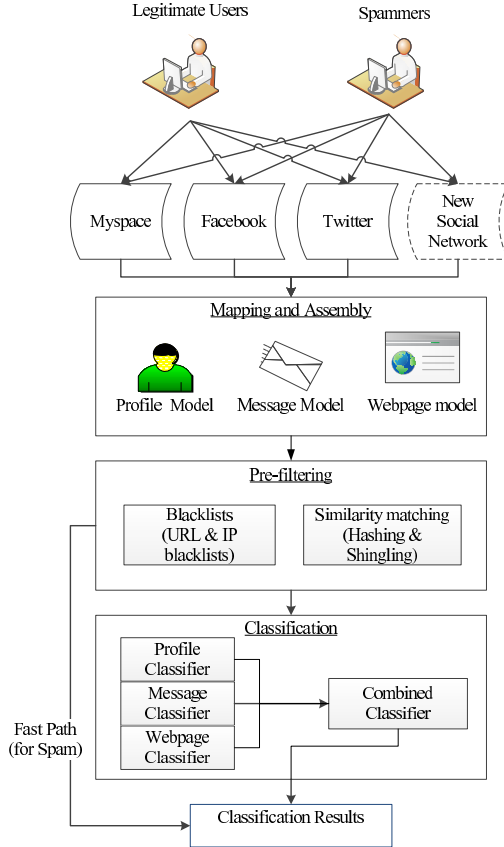 Legitimate Users
Spammers
Myspace
Facebook
Twitter
New
Social
Network
Mapping and Assembly
Profile Model
Message Model
Webpage model
Pre-filtering
Blacklists
(URL & IP
blacklists)
Similarity matching
(Hashing &
Shingling)
Classification
Profile
Classifier
Message
Classifier
Webpage
Classifier
Combined
Classifier
Fast Path
(for Spam)
Classification Results